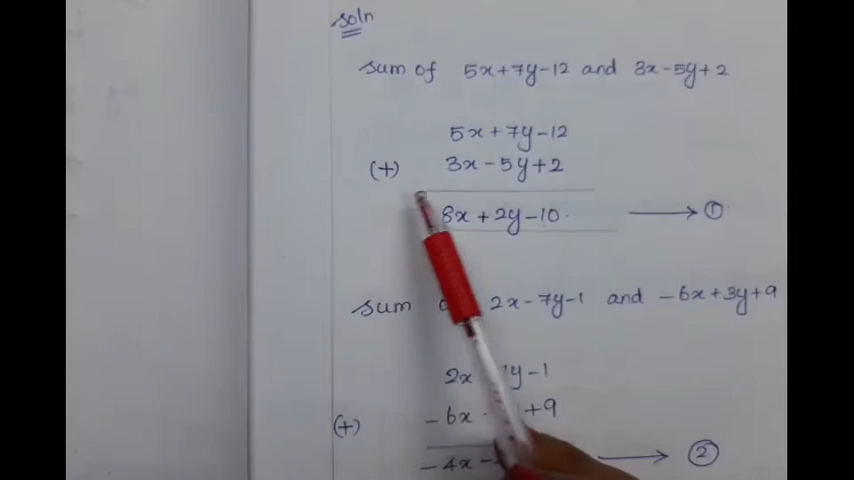 soln
sum of 5x+7y-12 and 3x-5y+2
5x+7y-12
(+) 3x-5y+2
8x+2y-10. → ①
sum 2x-7y-1 and -6x+3y+9
2x y-1
(+) -6x +9
-4x- → ②